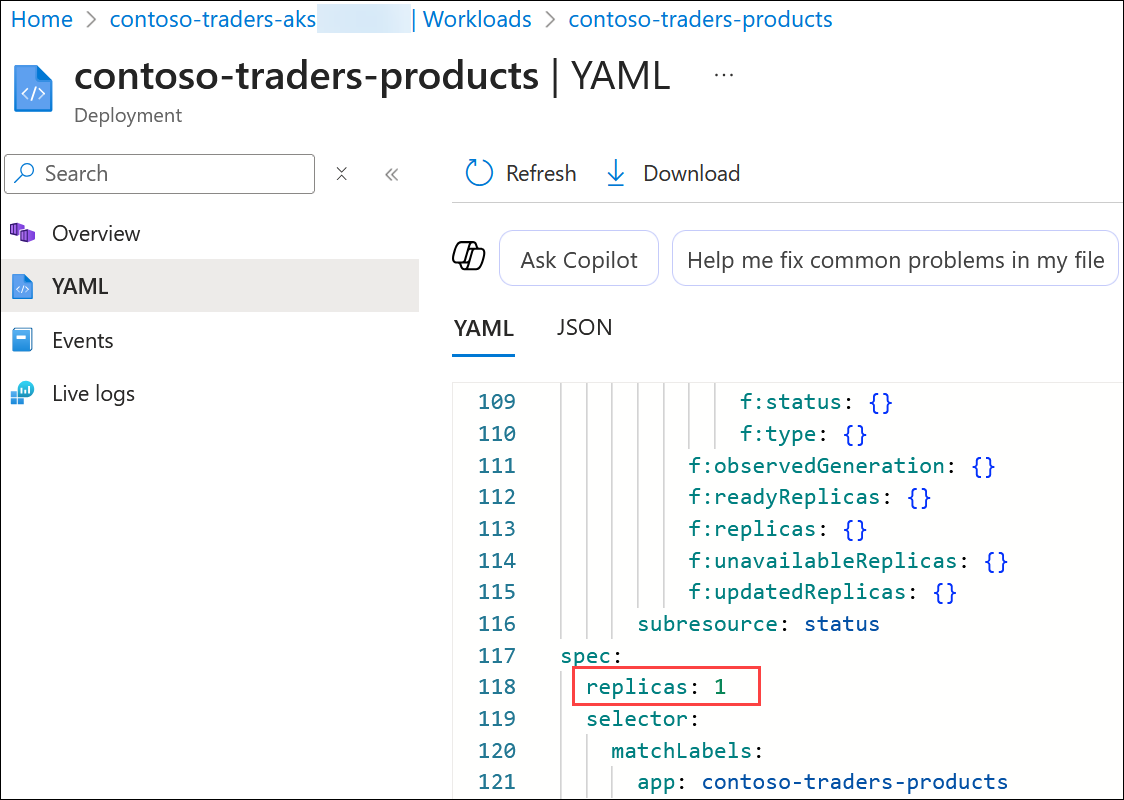 Home > contoso-traders-aks | Workloads > contoso-traders-products
contoso-traders-products | YAML ...
Deployment
Search
Refresh
Download
Overview
YAML
Events
Live logs
Ask Copilot
Help me fix common problems in my file
YAML
JSON
109 f:status: {}
110 f:type: {}
111 f:observedGeneration: {}
112 f:readyReplicas: {}
113 f:replicas: {}
114 f:unavailableReplicas: {}
115 f:updatedReplicas: {}
116 subresource: status
117 spec:
118 replicas: 1
119 selector:
120 matchLabels:
121 app: contoso-traders-products